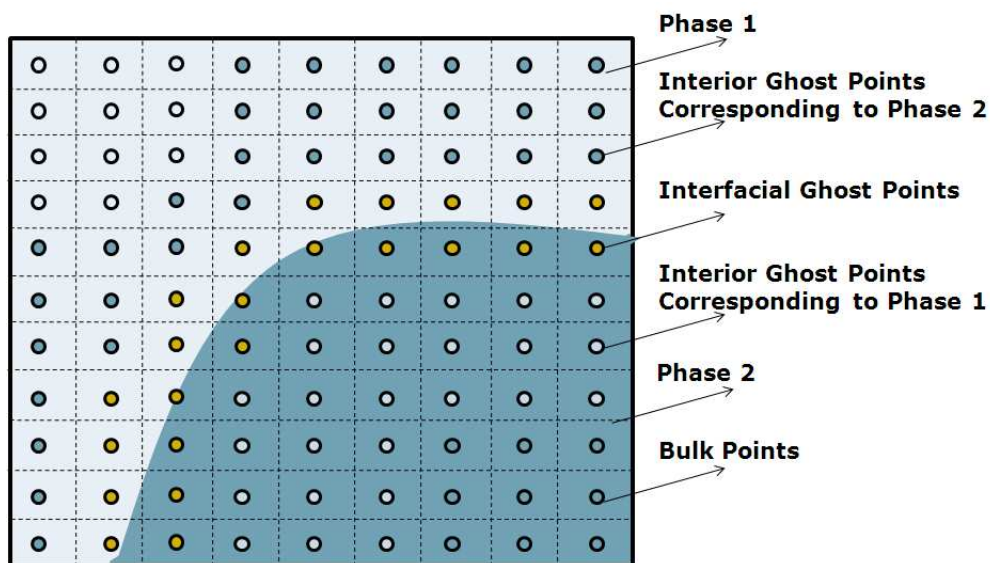 Phase 1
Interior Ghost Points
Corresponding to Phase 2
Interfacial Ghost Points
Interior Ghost Points
Corresponding to Phase 1
Phase 2
Bulk Points